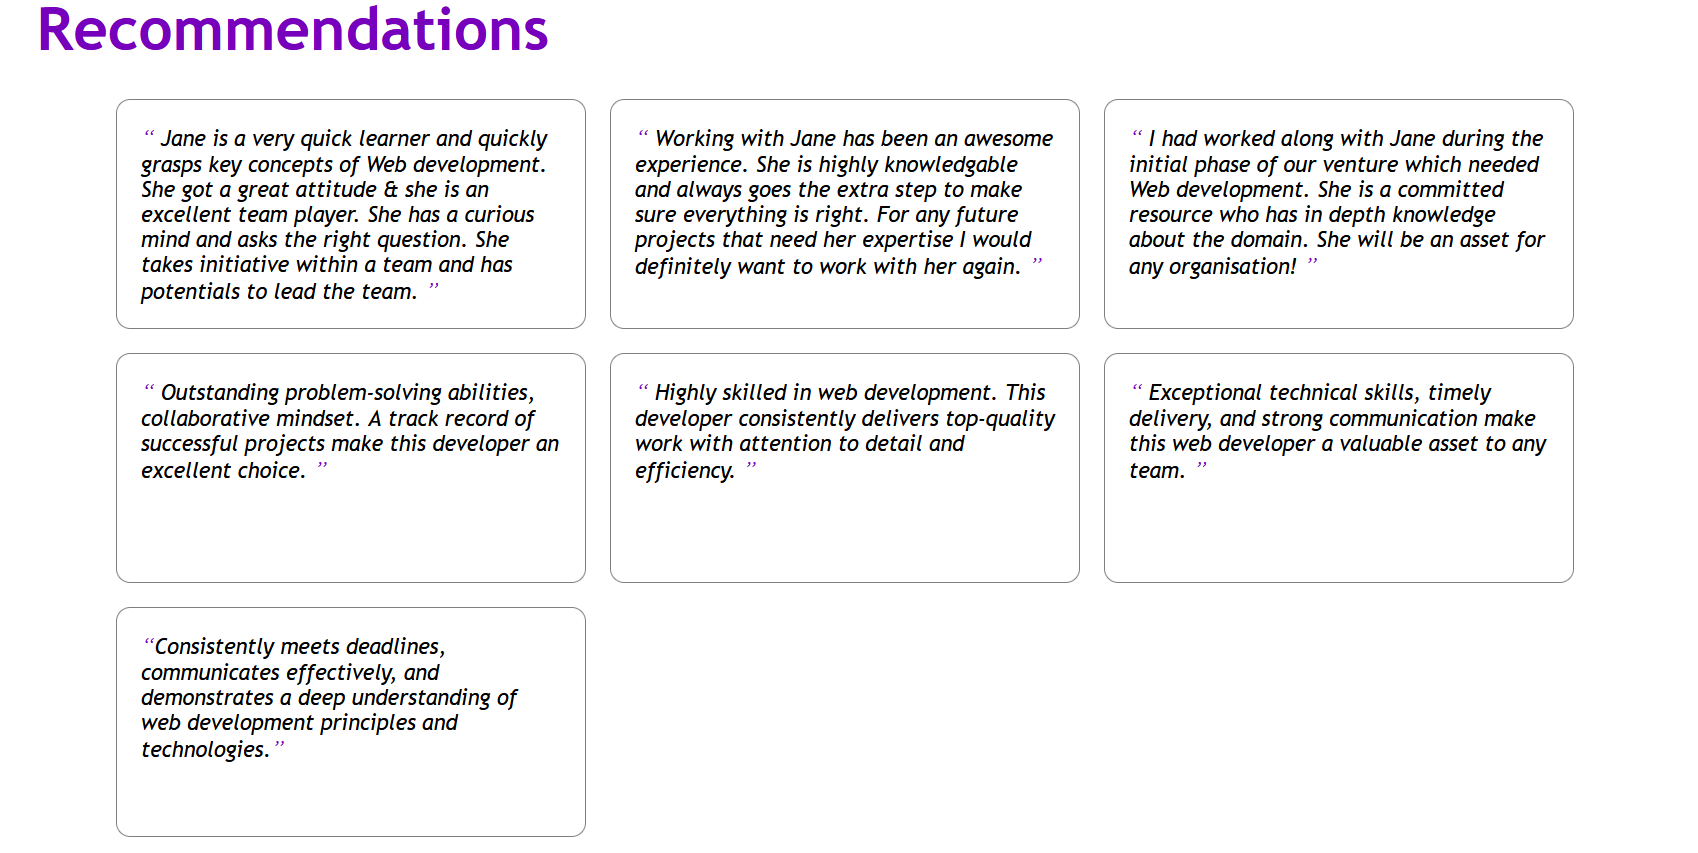 Recommendations
“ Jane is a very quick learner and quickly
grasps key concepts of Web development.
She got a great attitude & she is an
excellent team player. She has a curious
mind and asks the right question. She
takes initiative within a team and has
potentials to lead the team. ”
“ Working with Jane has been an awesome
experience. She is highly knowledgable
and always goes the extra step to make
sure everything is right. For any future
projects that need her expertise I would
definitely want to work with her again. ”
“ I had worked along with Jane during the
initial phase of our venture which needed
Web development. She is a committed
resource who has in depth knowledge
about the domain. She will be an asset for
any organisation! ”
“ Outstanding problem-solving abilities,
collaborative mindset. A track record of
successful projects make this developer an
excellent choice. ”
“ Highly skilled in web development. This
developer consistently delivers top-quality
work with attention to detail and
efficiency. ”
“ Exceptional technical skills, timely
delivery, and strong communication make
this web developer a valuable asset to any
team. ”
“Consistently meets deadlines,
communicates effectively, and
demonstrates a deep understanding of
web development principles and
technologies.”